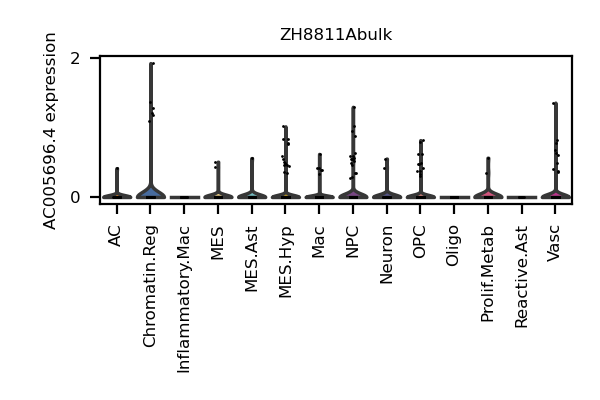 ZH8811Abulk
AC005696.4 expression
2
0
AC
Chromatin.Reg
Inflammatory.Mac
MES
MES.Ast
MES.Hyp
Mac
NPC
Neuron
OPC
Oligo
Prolif.Metab
Reactive.Ast
Vasc